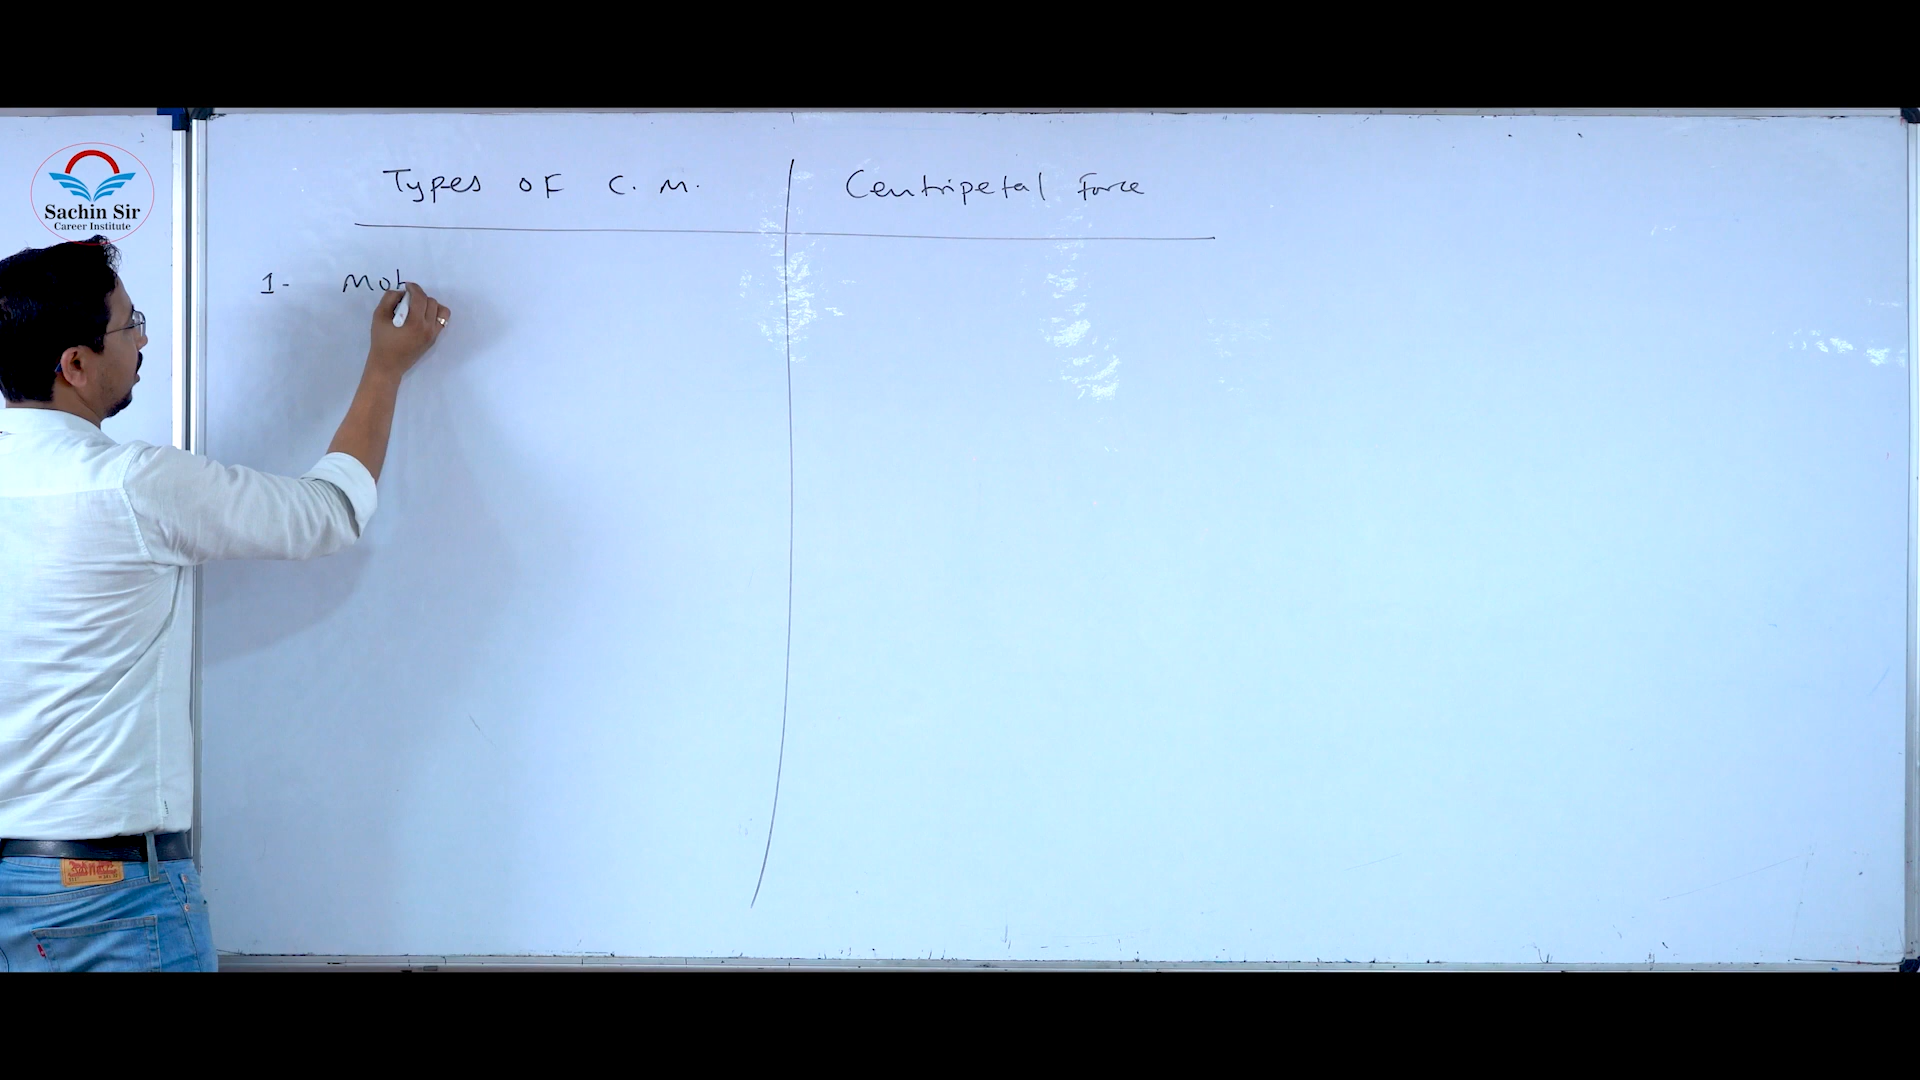 Sachin Sir
Career Institute
Types OF C. M.
Centripetal Force
1- Mot